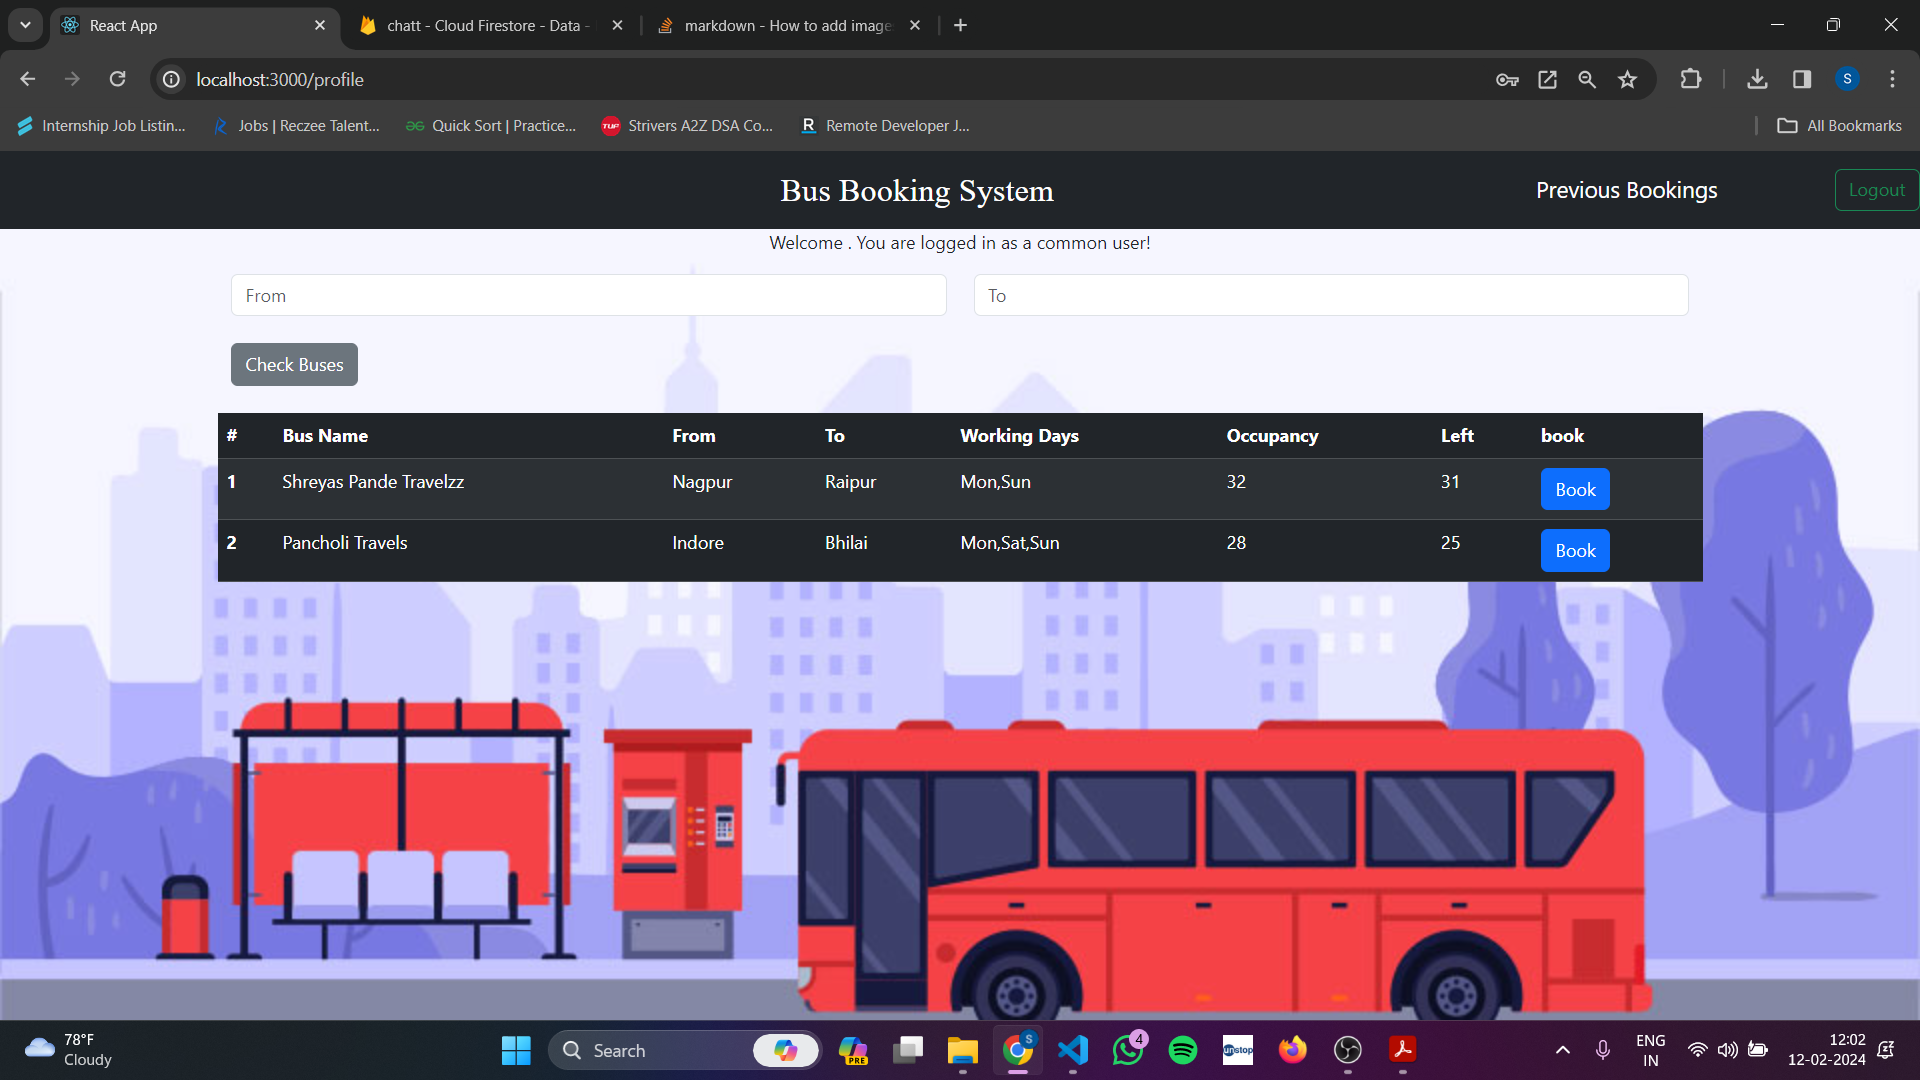 React App
chatt - Cloud Firestore - Data -
markdown - How to add image
localhost:3000/profile
S
Internship Job Listin...
Jobs | Reczee Talent...
Quick Sort | Practice...
TUF
Strivers A2Z DSA Co...
R
Remote Developer J...
All Bookmarks
Bus Booking System
Previous Bookings
Logout
Welcome . You are logged in as a common user!
From
To
Check Buses
# Bus Name From To Working Days Occupancy Left book
1 Shreyas Pande Travelzz Nagpur Raipur Mon,Sun 32 31 Book
2 Pancholi Travels Indore Bhilai Mon,Sat,Sun 28 25 Book
78°F
Cloudy
Search
PRE
S
4
unstop
ENG
IN
12:02
12-02-2024